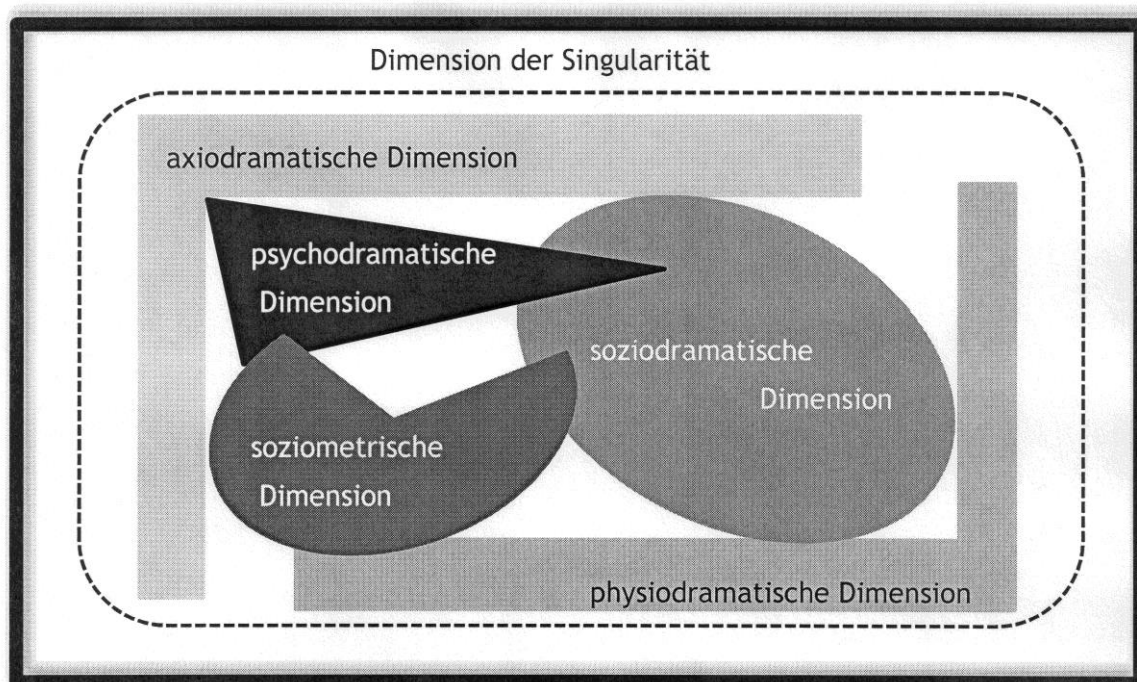 Dimension der Singularität
axiodramatische Dimension
psychodramatische
Dimension
soziodramatische
Dimension
soziometrische
Dimension
physiodramatische Dimension